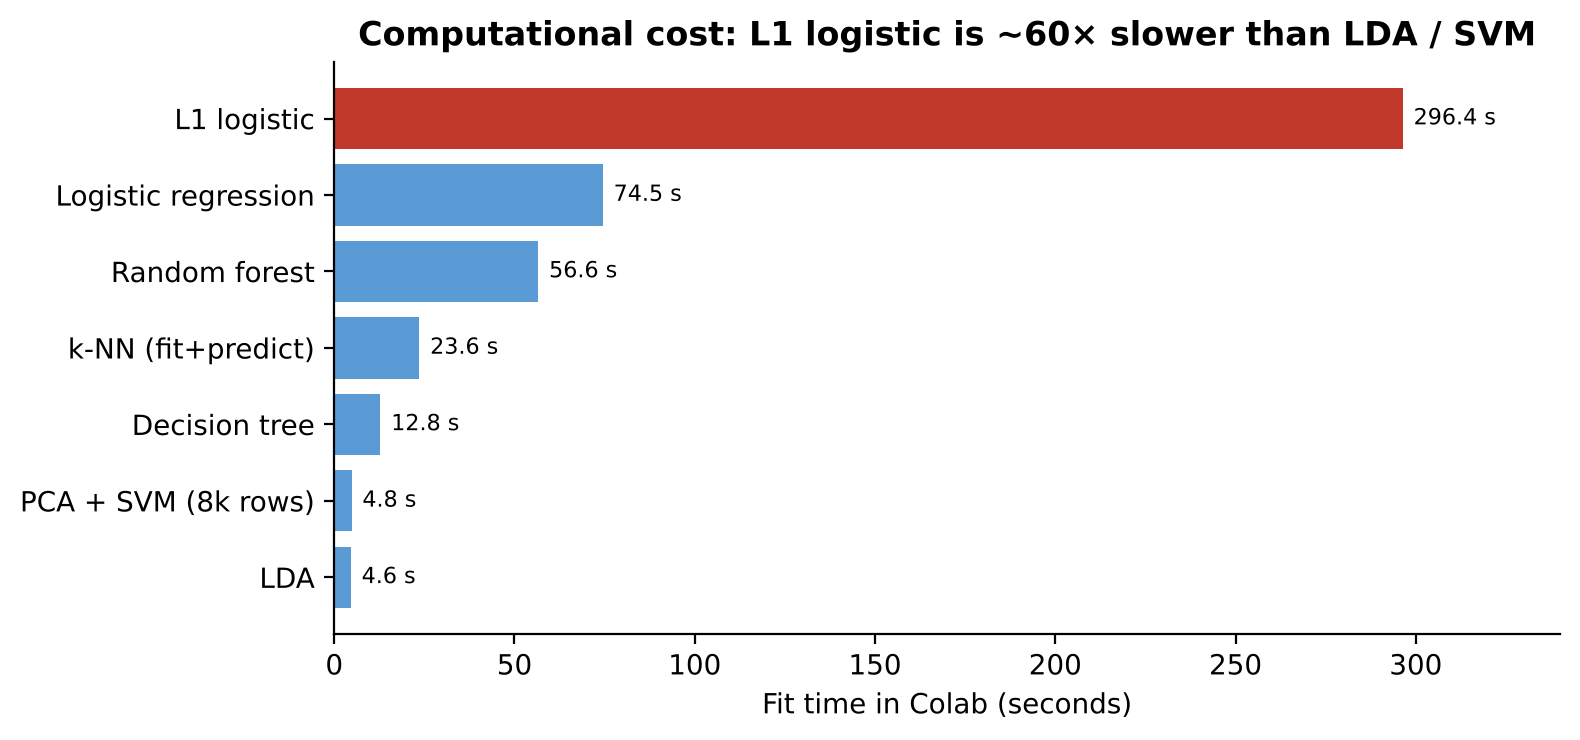 Computational cost: L1 logistic is ~60× slower than LDA / SVM
L1 logistic
296.4 s
Logistic regression
74.5 s
Random forest
56.6 s
k-NN (fit+predict)
23.6 s
Decision tree
12.8 s
PCA + SVM (8k rows)
4.8 s
LDA
4.6 s
0 50 100 150 200 250 300
Fit time in Colab (seconds)